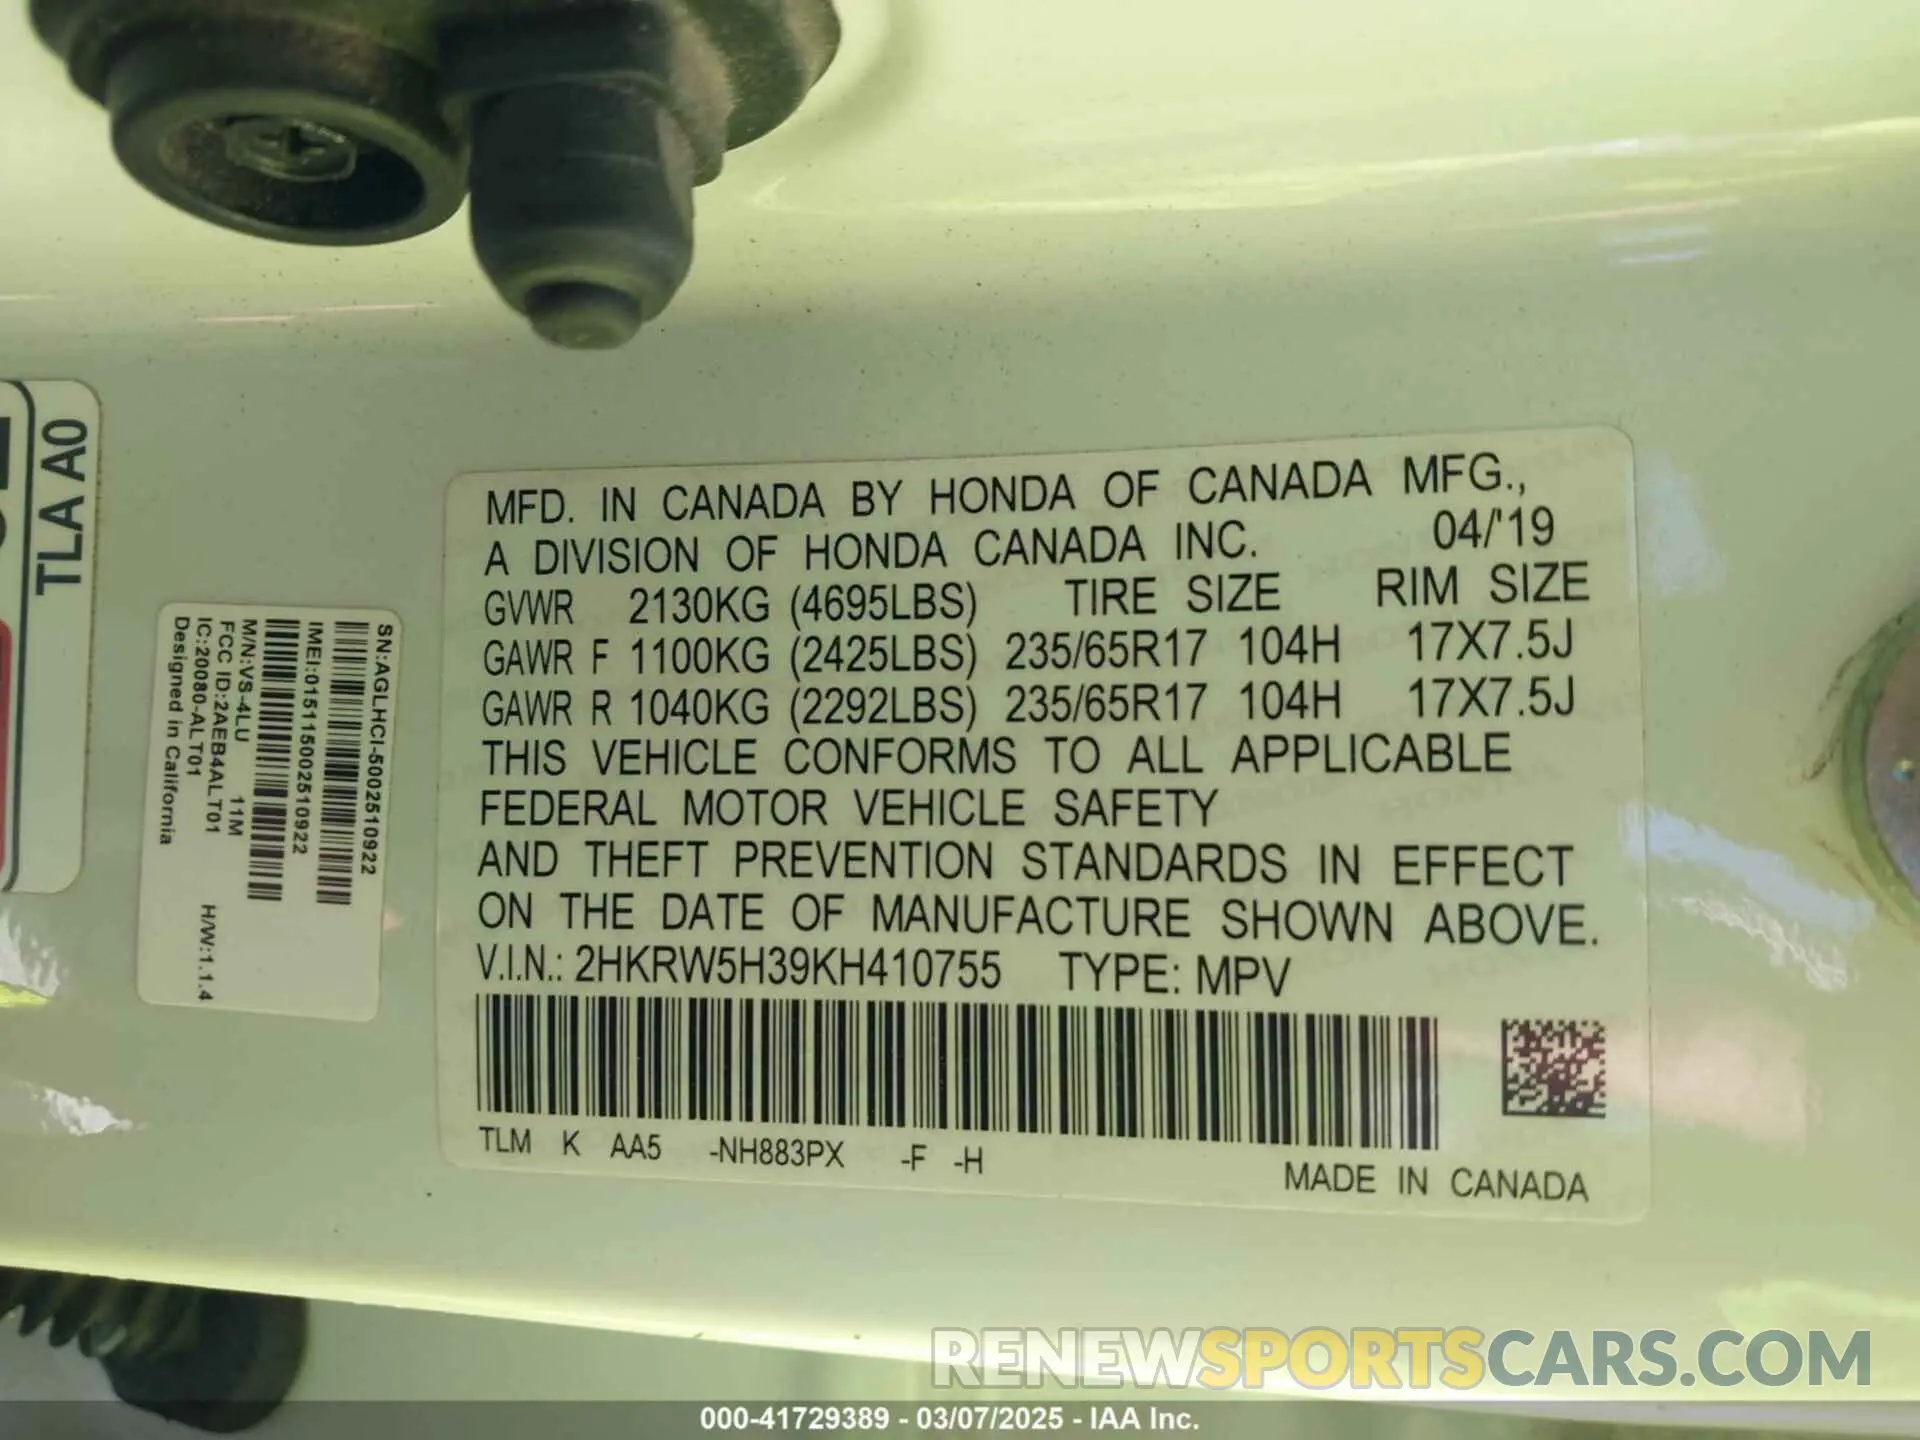 TLA A0
SN:AGLHCI-5002510922
IMEI:015115002510922
M/N:VS-4LU 11M
FCC ID:2AEB4ALT01
IC:20080-ALT01 H/W:1.1.4
Designed in California
MFD. IN CANADA BY HONDA OF CANADA MFG.,
A DIVISION OF HONDA CANADA INC. 04/'19
GVWR 2130KG (4695LBS) TIRE SIZE RIM SIZE
GAWR F 1100KG (2425LBS) 235/65R17 104H 17X7.5J
GAWR R 1040KG (2292LBS) 235/65R17 104H 17X7.5J
THIS VEHICLE CONFORMS TO ALL APPLICABLE
FEDERAL MOTOR VEHICLE SAFETY
AND THEFT PREVENTION STANDARDS IN EFFECT
ON THE DATE OF MANUFACTURE SHOWN ABOVE.
V.I.N.: 2HKRW5H39KH410755 TYPE: MPV
TLM K AA5 -NH883PX -F -H
MADE IN CANADA
RENEWSPORTSCARS.COM
000-41729389 - 03/07/2025 - IAA Inc.